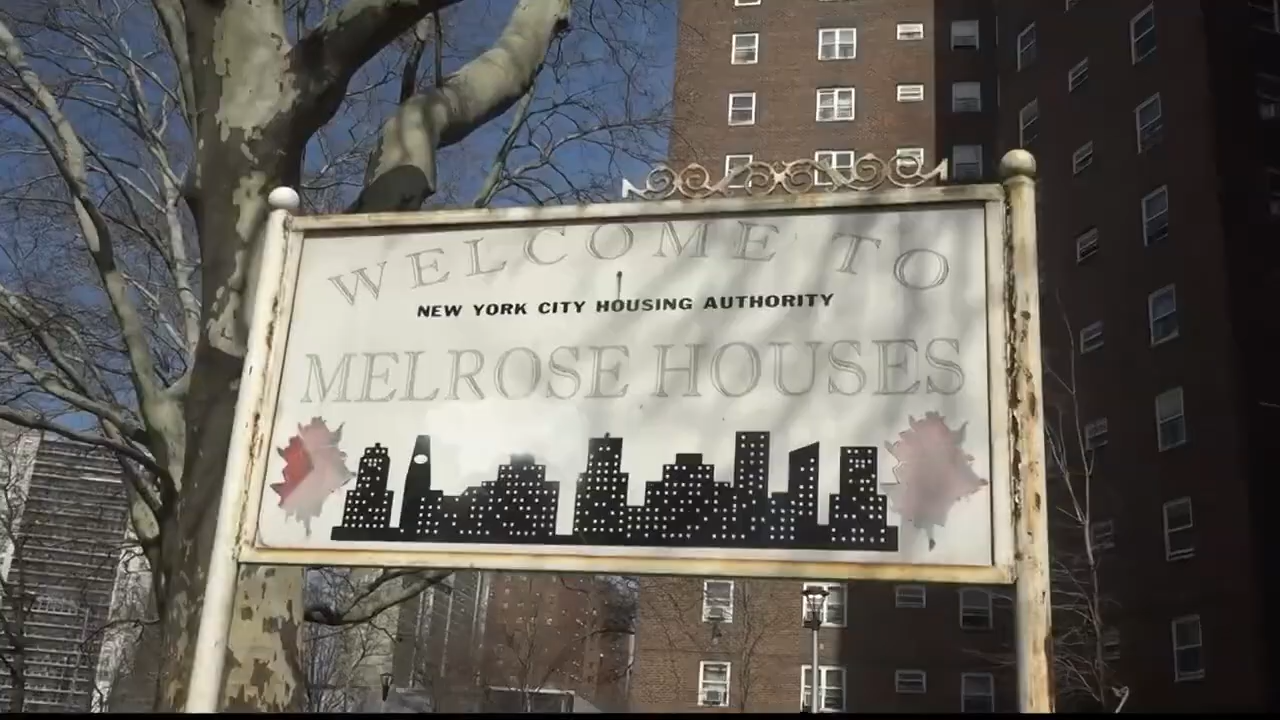 WELCOME TO
NEW YORK CITY HOUSING AUTHORITY
MELROSE HOUSES